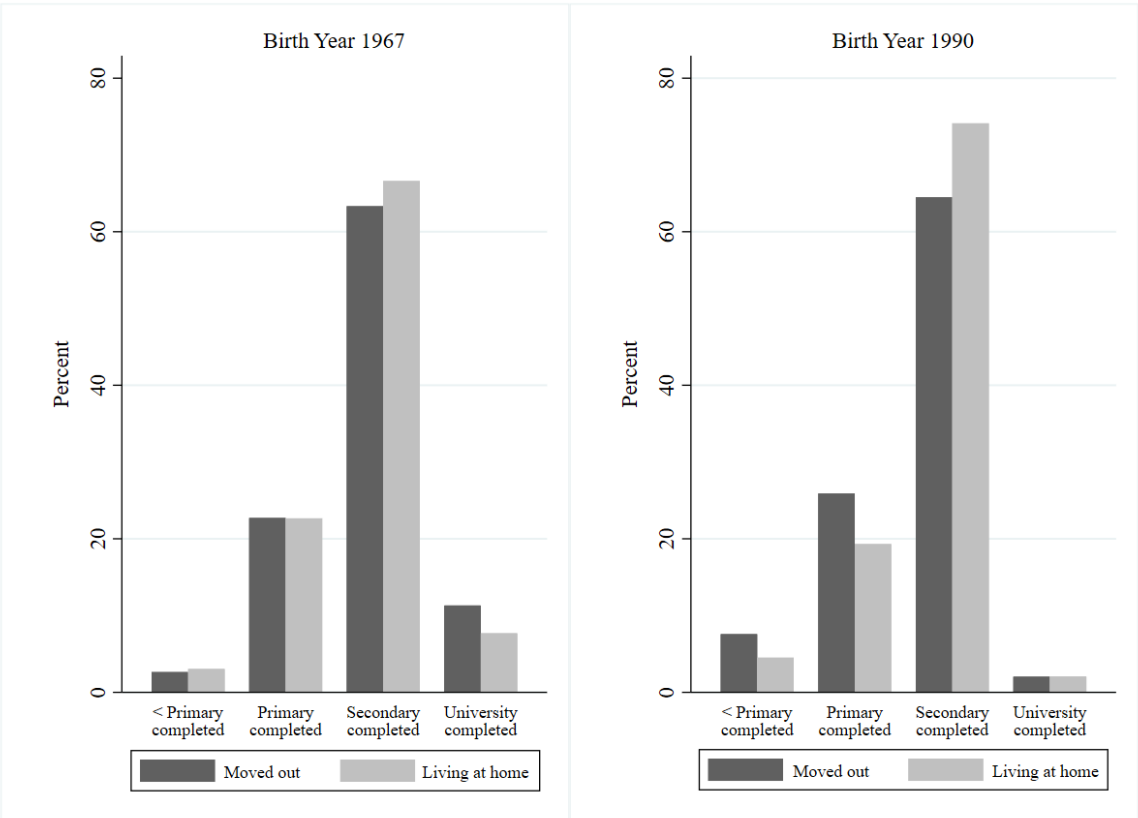 Birth Year 1967
80
60
40
20
0
Percent
< Primary completed
Primary completed
Secondary completed
University completed
Moved out
Living at home
Birth Year 1990
80
60
40
20
0
Percent
< Primary completed
Primary completed
Secondary completed
University completed
Moved out
Living at home